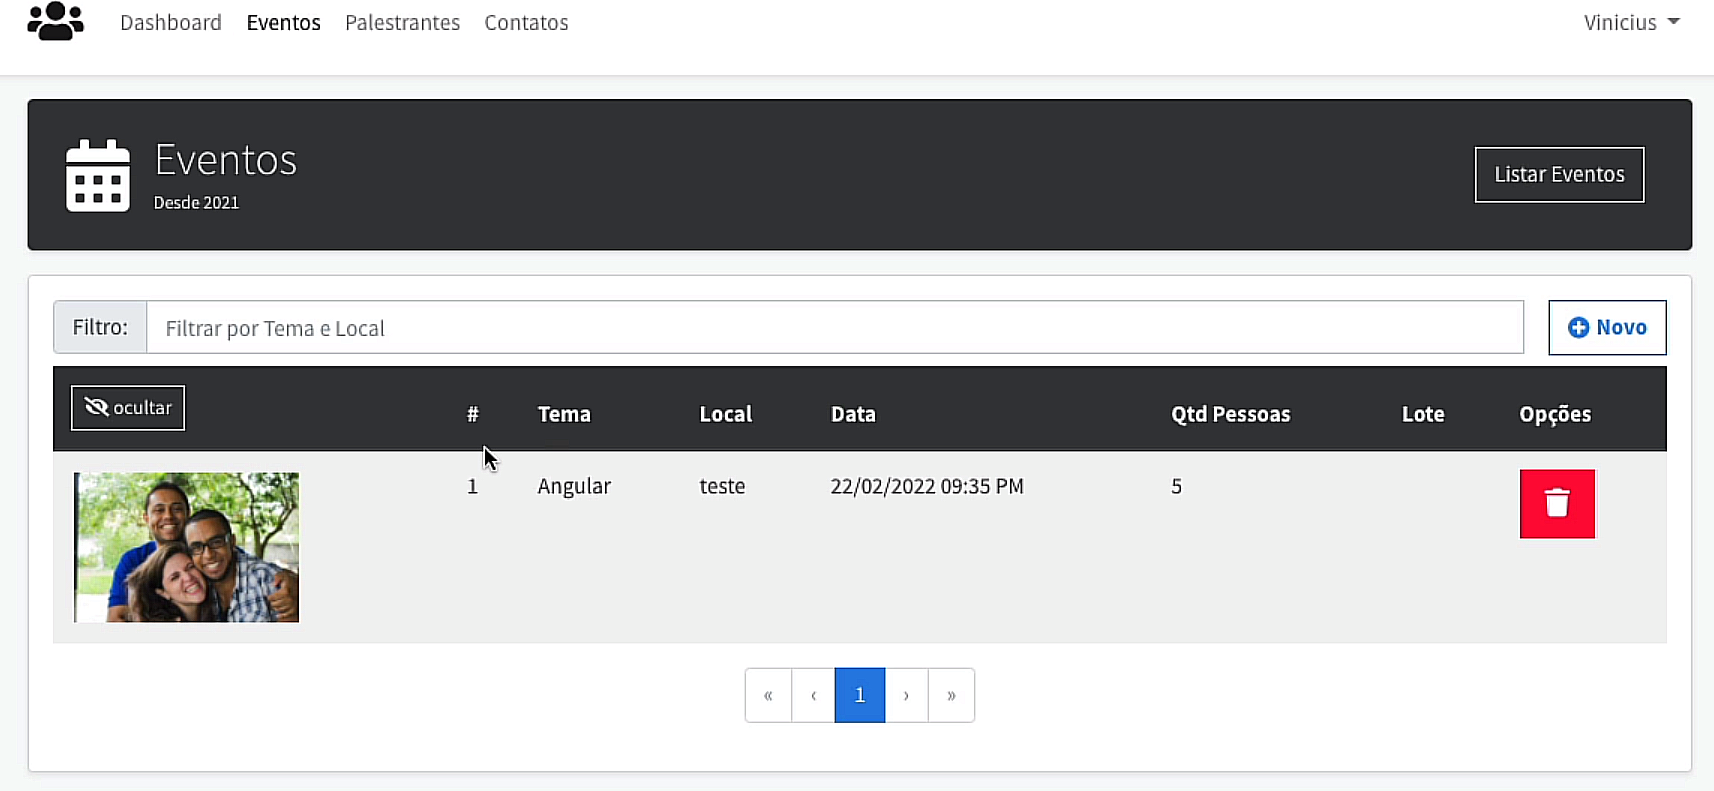 Dashboard Eventos Palestrantes Contatos Vinicius
Eventos
Desde 2021
Listar Eventos
Filtro: Filtrar por Tema e Local Novo
ocultar # Tema Local Data Qtd Pessoas Lote Opções
1 Angular teste 22/02/2022 09:35 PM 5
« ‹ 1 › »